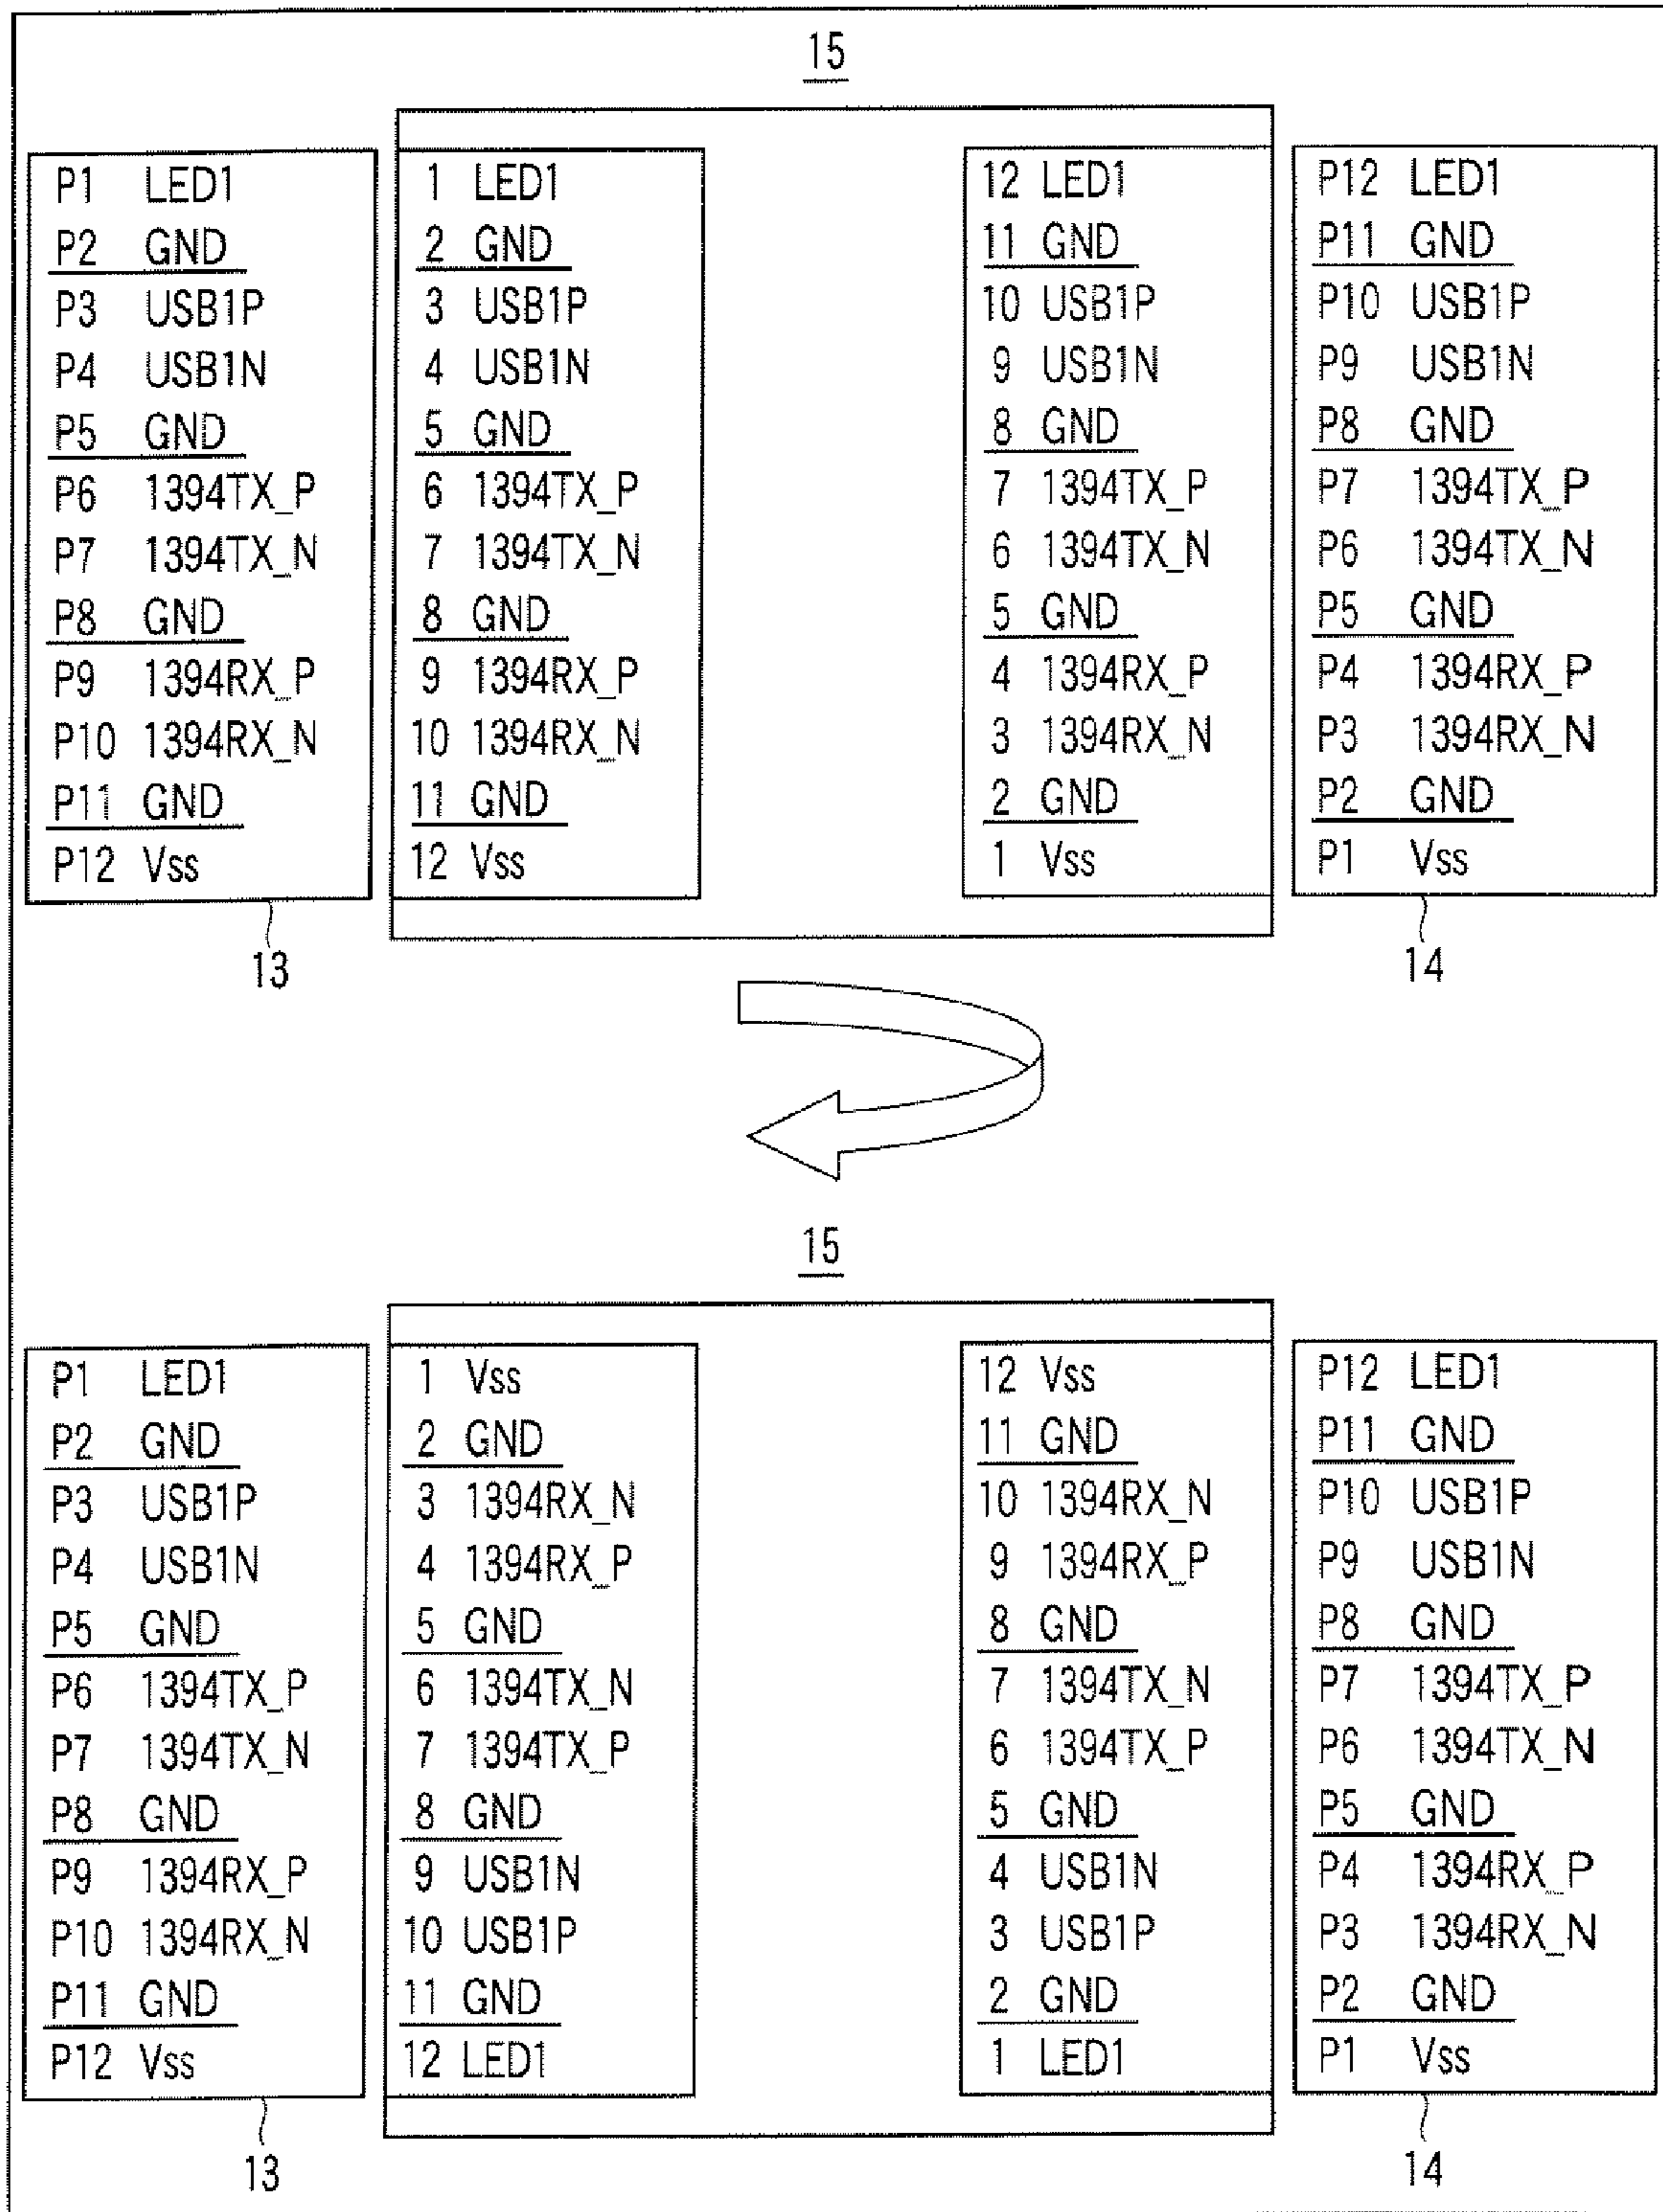 15
P1 LED1
P2 GND
P3 USB1P
P4 USB1N
P5 GND
P6 1394TX_P
P7 1394TX_N
P8 GND
P9 1394RX_P
P10 1394RX_N
P11 GND
P12 Vss
13
1 LED1
2 GND
3 USB1P
4 USB1N
5 GND
6 1394TX_P
7 1394TX_N
8 GND
9 1394RX_P
10 1394RX_N
11 GND
12 Vss
12 LED1
11 GND
10 USB1P
9 USB1N
8 GND
7 1394TX_P
6 1394TX_N
5 GND
4 1394RX_P
3 1394RX_N
2 GND
1 Vss
P12 LED1
P11 GND
P10 USB1P
P9 USB1N
P8 GND
P7 1394TX_P
P6 1394TX_N
P5 GND
P4 1394RX_P
P3 1394RX_N
P2 GND
P1 Vss
14
15
P1 LED1
P2 GND
P3 USB1P
P4 USB1N
P5 GND
P6 1394TX_P
P7 1394TX_N
P8 GND
P9 1394RX_P
P10 1394RX_N
P11 GND
P12 Vss
13
1 Vss
2 GND
3 1394RX_N
4 1394RX_P
5 GND
6 1394TX_N
7 1394TX_P
8 GND
9 USB1N
10 USB1P
11 GND
12 LED1
12 Vss
11 GND
10 1394RX_N
9 1394RX_P
8 GND
7 1394TX_N
6 1394TX_P
5 GND
4 USB1N
3 USB1P
2 GND
1 LED1
P12 LED1
P11 GND
P10 USB1P
P9 USB1N
P8 GND
P7 1394TX_P
P6 1394TX_N
P5 GND
P4 1394RX_P
P3 1394RX_N
P2 GND
P1 Vss
14